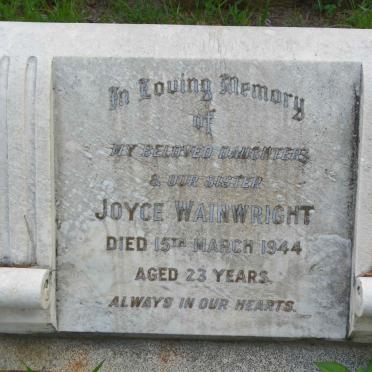 In Loving Memory
of
MY BELOVED DAUGHTER
& OUR SISTER
JOYCE WAINWRIGHT
DIED 15TH MARCH 1944
AGED 23 YEARS.
ALWAYS IN OUR HEARTS.